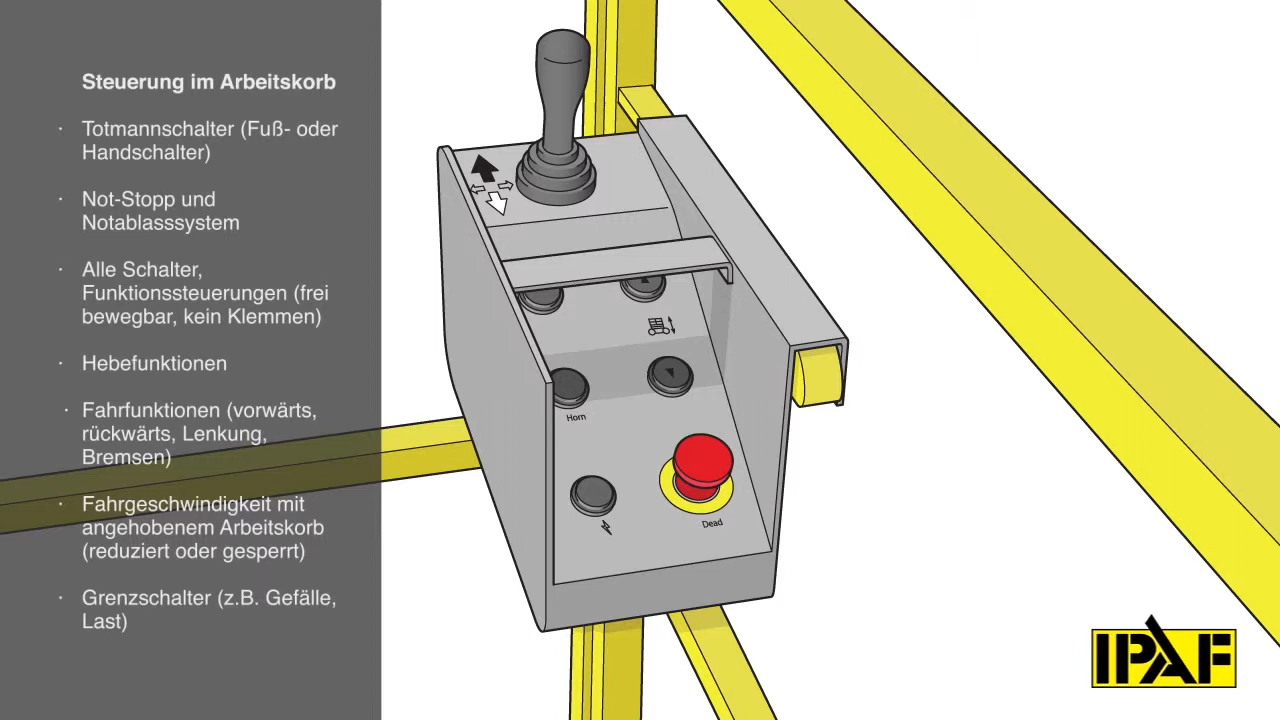 Steuerung im Arbeitskorb
· Totmannschalter (Fuß- oder
Handschalter)
· Not-Stopp und
Notablasssystem
· Alle Schalter,
Funktionssteuerungen (frei
bewegbar, kein Klemmen)
· Hebefunktionen
· Fahrfunktionen (vorwärts,
rückwärts, Lenkung,
Bremsen)
· Fahrgeschwindigkeit mit
angehobenem Arbeitskorb
(reduziert oder gesperrt)
· Grenzschalter (z.B. Gefälle,
Last)
Horn
Dead
IPAF